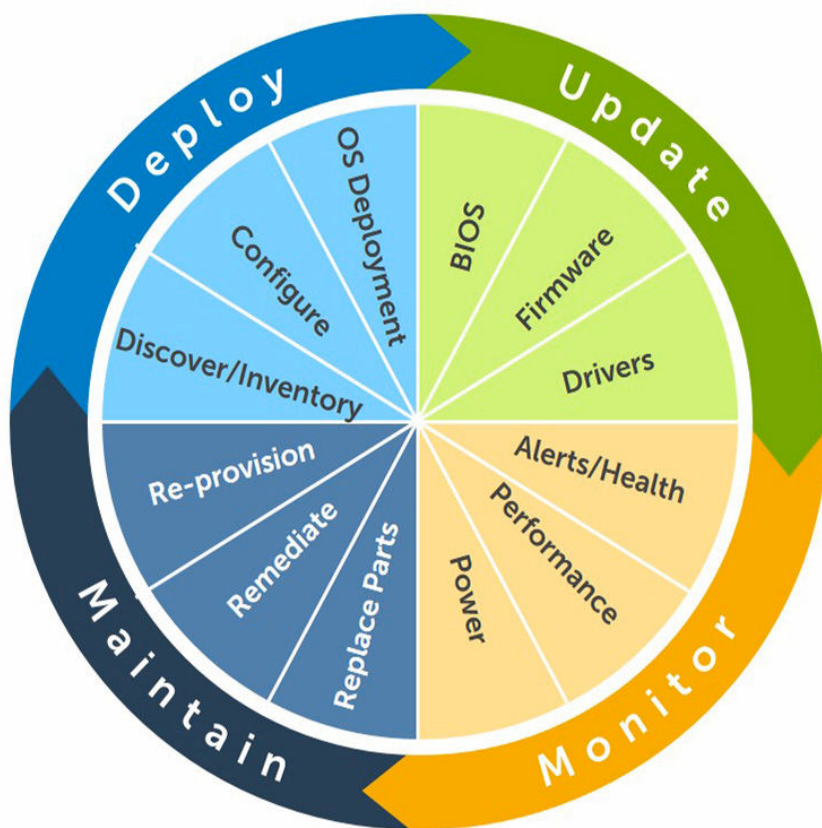 Deploy
Discover/Inventory
Configure
OS Deployment
Update
BIOS
Firmware
Drivers
Monitor
Alerts/Health
Performance
Power
Maintain
Replace Parts
Remediate
Re-provision